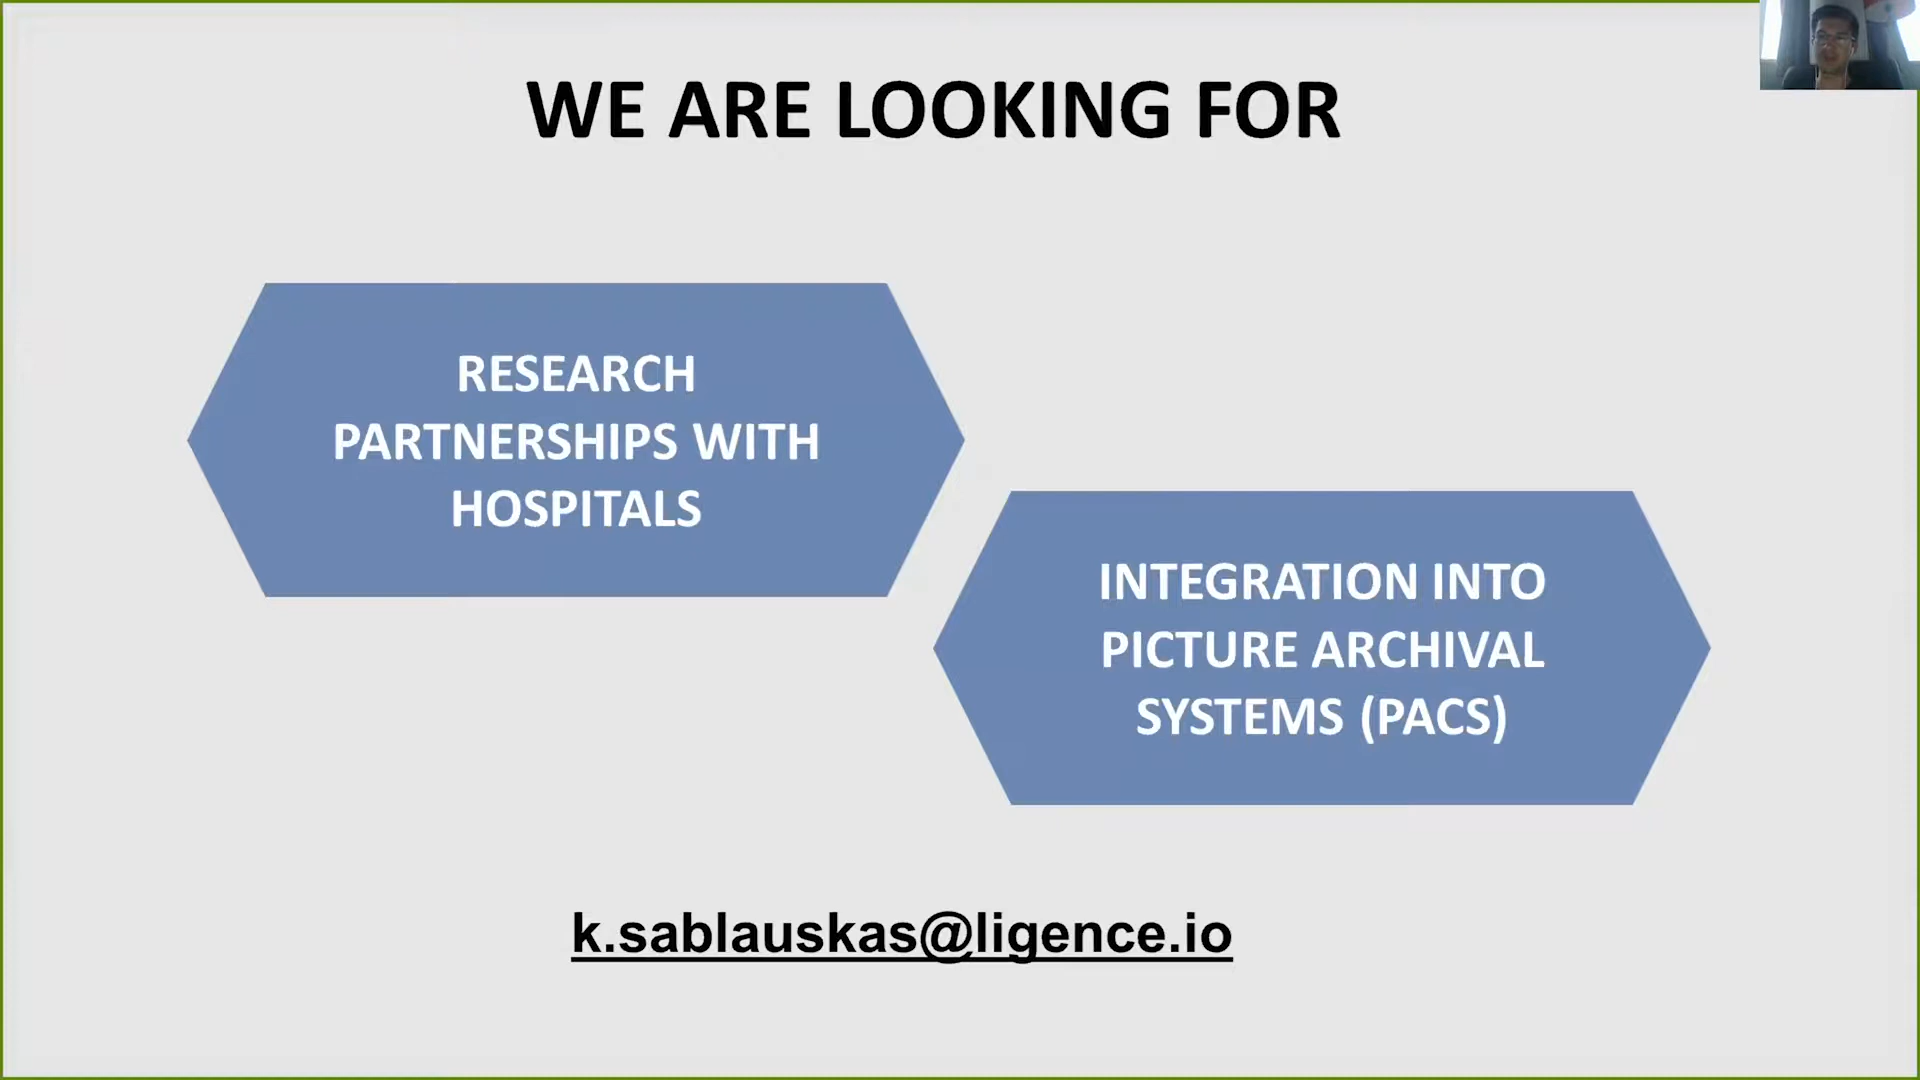 WE ARE LOOKING FOR
RESEARCH
PARTNERSHIPS WITH
HOSPITALS
INTEGRATION INTO
PICTURE ARCHIVAL
SYSTEMS (PACS)
k.sablauskas@ligence.io